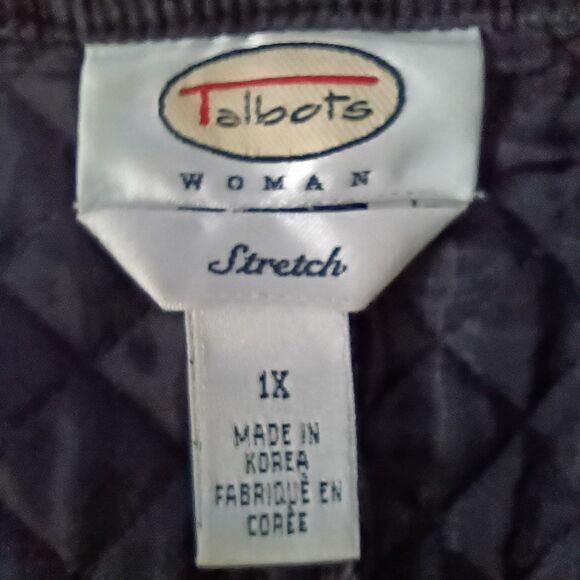 Talbots
WOMAN
Stretch
1X
MADE IN
KOREA
FABRIQUÉ EN
CORÉE